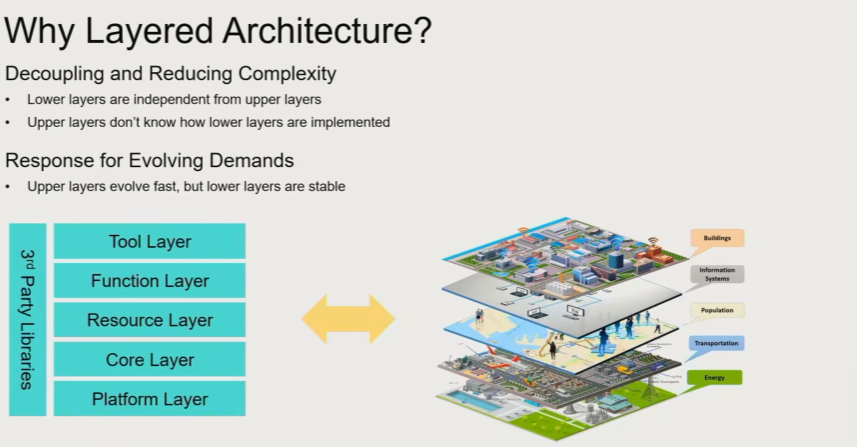 Why Layered Architecture?
Decoupling and Reducing Complexity
• Lower layers are independent from upper layers
• Upper layers don't know how lower layers are implemented
Response for Evolving Demands
• Upper layers evolve fast, but lower layers are stable
3rd Party Libraries
Tool Layer
Function Layer
Resource Layer
Core Layer
Platform Layer
Buildings
Information
Systems
Population
Transportation
Energy